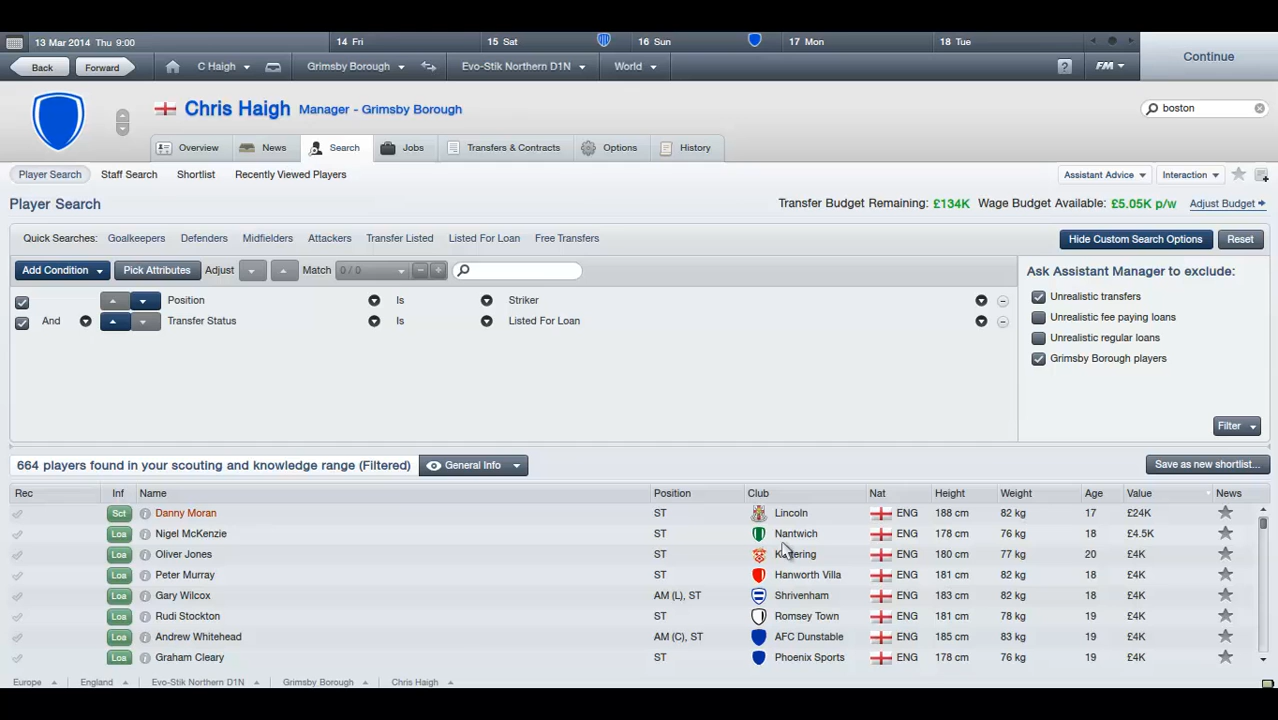 13 Mar 2014 Thu 9:00 14 Fri 15 Sat 16 Sun 17 Mon 18 Tue
Continue
Back Forward C Haigh Grimsby Borough Evo-Stik Northern D1N World ? FM
Chris Haigh Manager - Grimsby Borough
boston
Overview News Search Jobs Transfers & Contracts Options History
Player Search Staff Search Shortlist Recently Viewed Players Assistant Advice Interaction
Player Search Transfer Budget Remaining: £134K Wage Budget Available: £5.05K p/w Adjust Budget
Quick Searches: Goalkeepers Defenders Midfielders Attackers Transfer Listed Listed For Loan Free Transfers Hide Custom Search Options Reset
Add Condition Pick Attributes Adjust Match 0 / 0 Ask Assistant Manager to exclude:
Position Is Striker Unrealistic transfers
And Transfer Status Is Listed For Loan Unrealistic fee paying loans
Unrealistic regular loans
Grimsby Borough players
Filter
664 players found in your scouting and knowledge range (Filtered) General Info Save as new shortlist...
Rec Inf Name Position Club Nat Height Weight Age Value News
Sct Danny Moran ST Lincoln ENG 188 cm 82 kg 17 £24K
Loa Nigel McKenzie ST Nantwich ENG 178 cm 76 kg 18 £4.5K
Loa Oliver Jones ST Kettering ENG 180 cm 77 kg 20 £4K
Loa Peter Murray ST Hanworth Villa ENG 181 cm 82 kg 18 £4K
Loa Gary Wilcox AM (L), ST Shrivenham ENG 183 cm 82 kg 18 £4K
Loa Rudi Stockton ST Romsey Town ENG 181 cm 78 kg 19 £4K
Loa Andrew Whitehead AM (C), ST AFC Dunstable ENG 185 cm 83 kg 19 £4K
Loa Graham Cleary ST Phoenix Sports ENG 178 cm 76 kg 19 £4K
Europe England Evo-Stik Northern D1N Grimsby Borough Chris Haigh